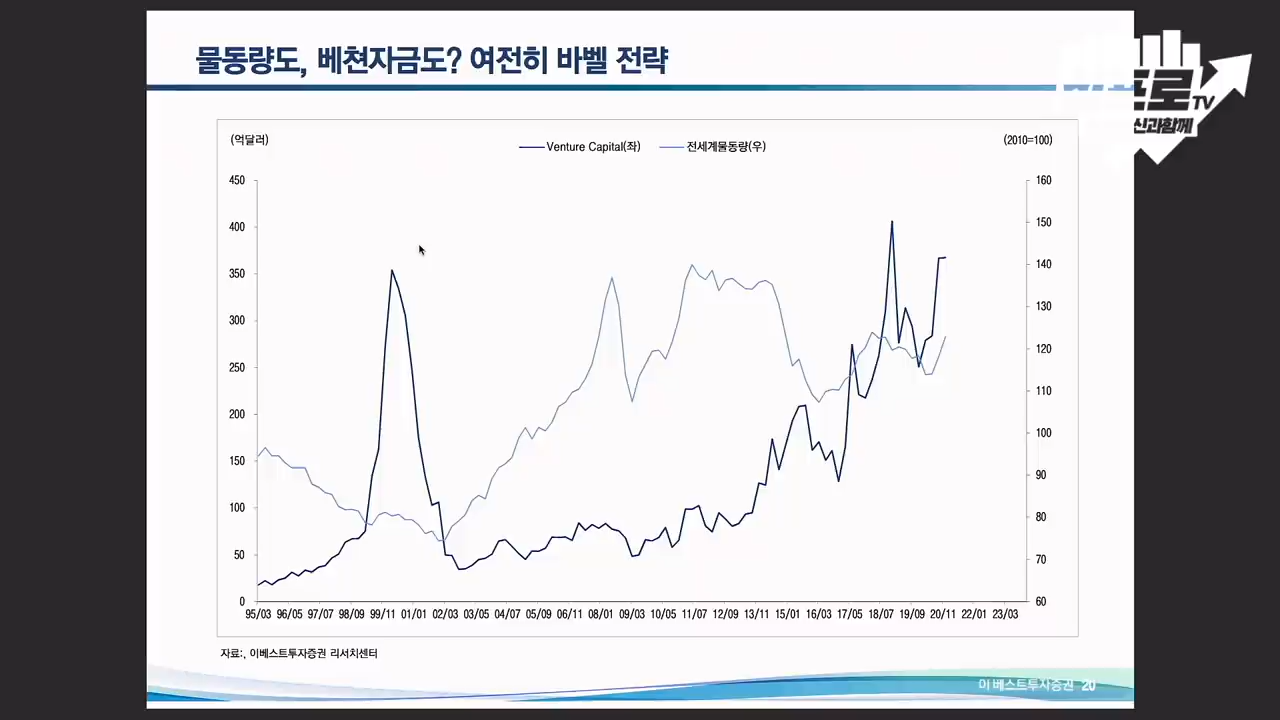 물동량도, 베쳔자금도? 여전히 바벨 전략
(억달러)
Venture Capital(좌) 전세계물동량(우)
(2010=100)
450
400
350
300
250
200
150
100
50
0
160
150
140
130
120
110
100
90
80
70
60
95/03 96/05 97/07 98/09 99/11 01/01 02/03 03/05 04/07 05/09 06/11 08/01 09/03 10/05 11/07 12/09 13/11 15/01 16/03 17/05 18/07 19/09 20/11 22/01 23/03
자료:, 이베스트투자증권 리서치센터
이베스트투자증권 20
프로TV
신과함께